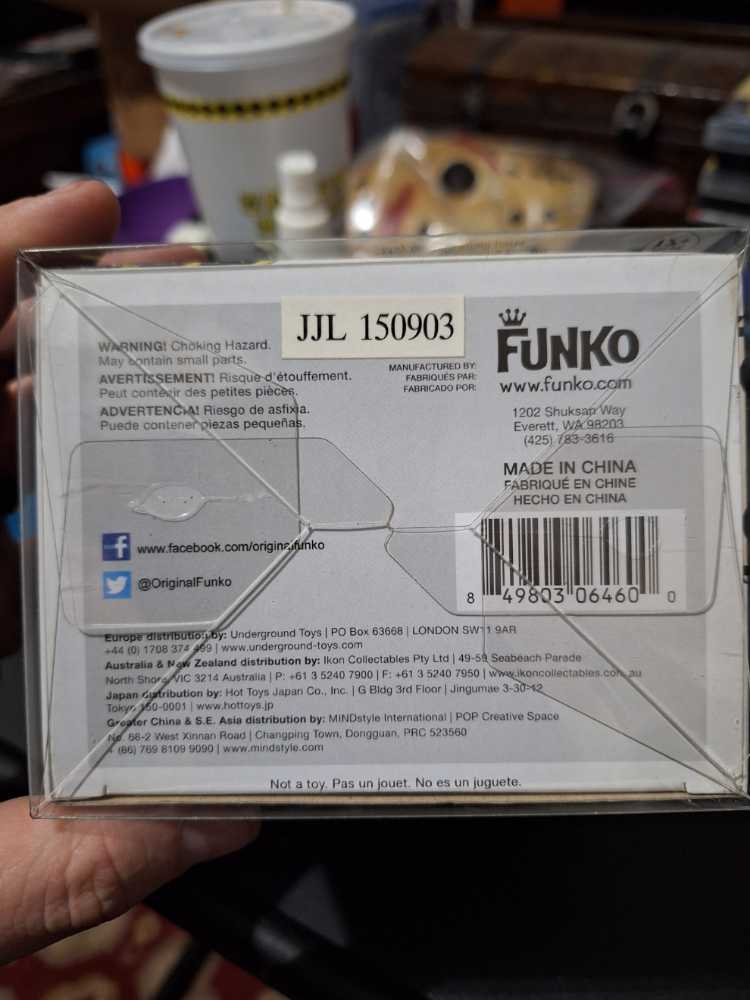 WARNING! Choking Hazard.
May contain small parts.
AVERTISSEMENT! Risque d'étouffement.
Peut contenir des petites pièces.
ADVERTENCIA! Riesgo de asfixia.
Puede contener piezas pequeñas.
JJL 150903
MANUFACTURED BY:
FABRIQUÉS PAR:
FABRICADO POR:
FUNKO
www.funko.com
1202 Shuksan Way
Everett, WA 98203
(425) 783-3616
MADE IN CHINA
FABRIQUÉ EN CHINE
HECHO EN CHINA
f www.facebook.com/originalfunko
@OriginalFunko
8 49803 06460 0
Europe distribution by: Underground Toys | PO Box 63668 | LONDON SW11 9AR
+44 (0) 1708 374 499 | www.underground-toys.com
Australia & New Zealand distribution by: Ikon Collectables Pty Ltd | 49-59 Seabeach Parade
North Shore, VIC 3214 Australia | P: +61 3 5240 7900 | F: +61 3 5240 7950 | www.ikoncollectables.com.au
Japan distribution by: Hot Toys Japan Co., Inc. | G Bldg 3rd Floor | Jingumae 3-30-12
Tokyo 150-0001 | www.hottoys.jp
Greater China & S.E. Asia distribution by: MINDstyle International | POP Creative Space
No. 68-2 West Xinnan Road | Changping Town, Dongguan, PRC 523560
+ (86) 769 8109 9090 | www.mindstyle.com
Not a toy. Pas un jouet. No es un juguete.